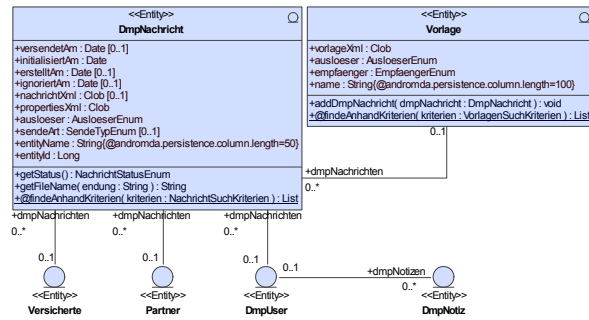 <<Entity>>
DmpNachricht
+versendetAm : Date [0..1]
+initialisiertAm : Date
+erstelltAm : Date [0..1]
+ignoriertAm : Date [0..1]
+nachrichtXml : Clob [0..1]
+propertiesXml : Clob
+ausloeser : AusloeserEnum
+sendeArt : SendeTypEnum [0..1]
+entityName : String{@andromda.persistence.column.length=50}
+entityId : Long
+getStatus() : NachrichtStatusEnum
+getFileName( endung : String ) : String
+@findeAnhandKriterien( kriterien : NachrichtSuchKriterien ) : List
<<Entity>>
Vorlage
+vorlageXml : Clob
+ausloeser : AusloeserEnum
+empfaenger : EmpfaengerEnum
+name : String{@andromda.persistence.column.length=100}
+addDmpNachricht( dmpNachricht : DmpNachricht ) : void
+@findeAnhandKriterien( kriterien : VorlagenSuchKriterien ) : List
0..1
+dmpNachrichten
0..*
+dmpNachrichten
0..*
+dmpNachrichten
0..*
+dmpNachrichten
0..*
0..1
0..1
0..1
0..1
+dmpNotizen
0..*
<<Entity>>
Versicherte
<<Entity>>
Partner
<<Entity>>
DmpUser
<<Entity>>
DmpNotiz